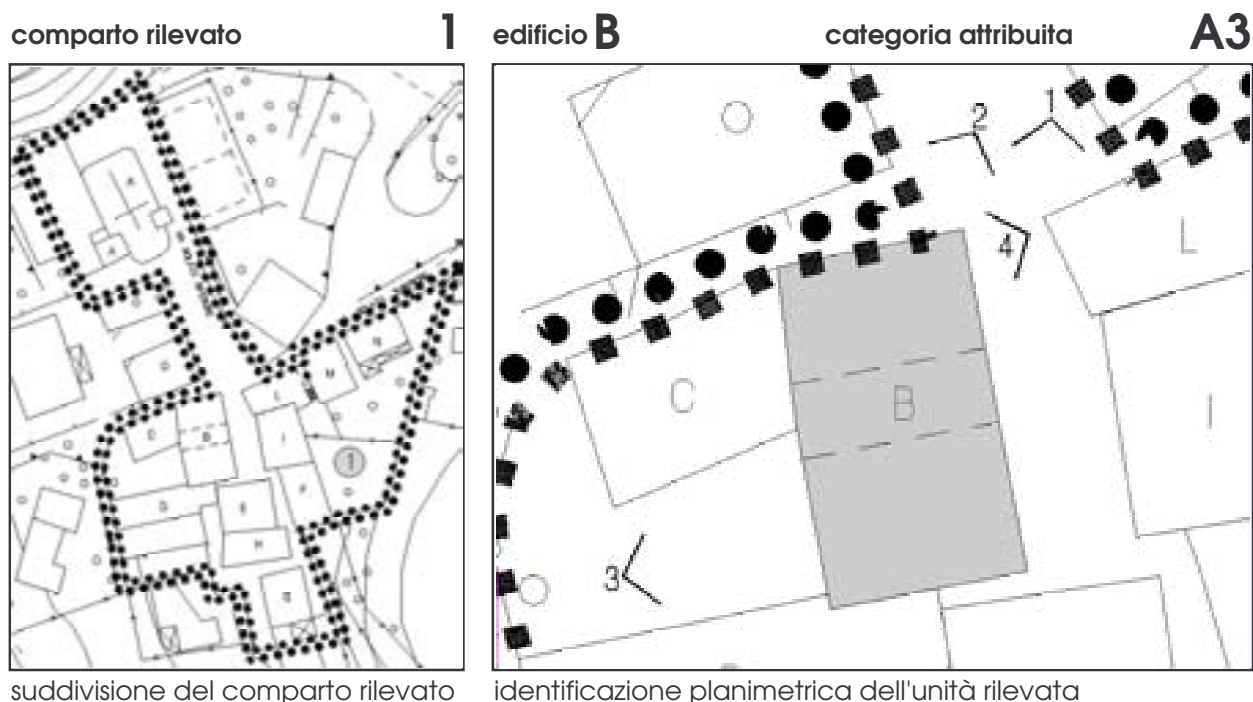 comparto rilevato 1
edificio B categoria attribuita A3
1
2
4
L
C
B
I
3
1
suddivisione del comparto rilevato
identificazione planimetrica dell'unità rilevata